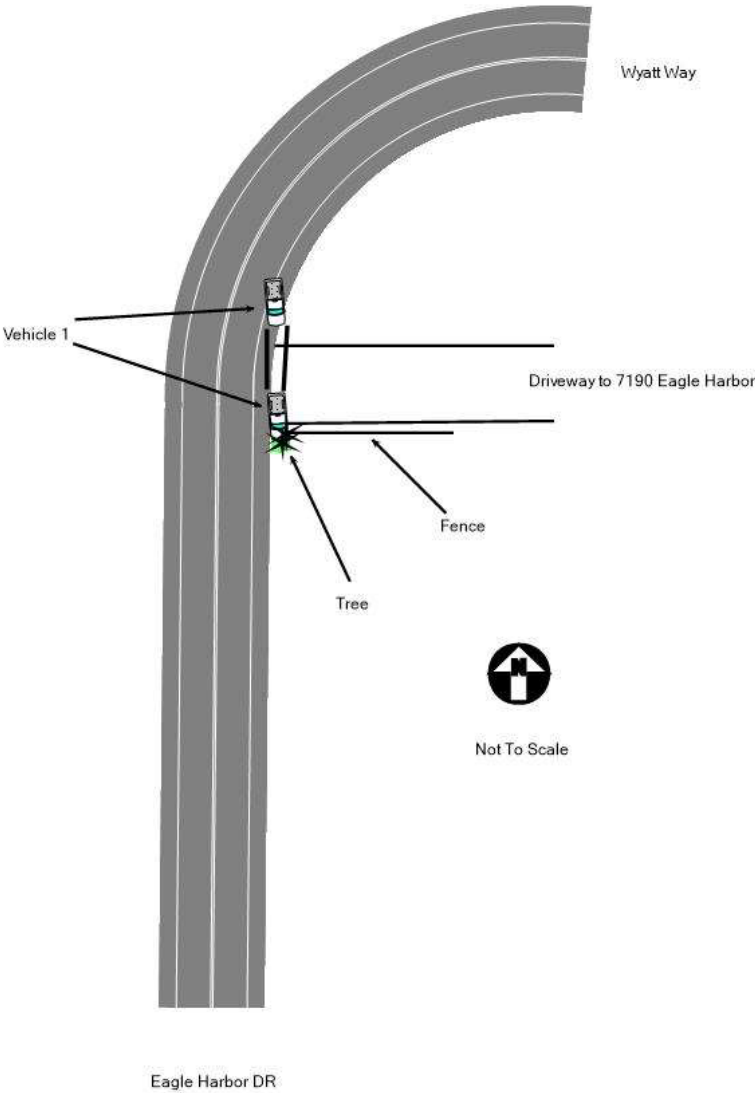 Wyatt Way
Vehicle 1
Driveway to 7190 Eagle Harbor
Fence
Tree
N
Not To Scale
Eagle Harbor DR